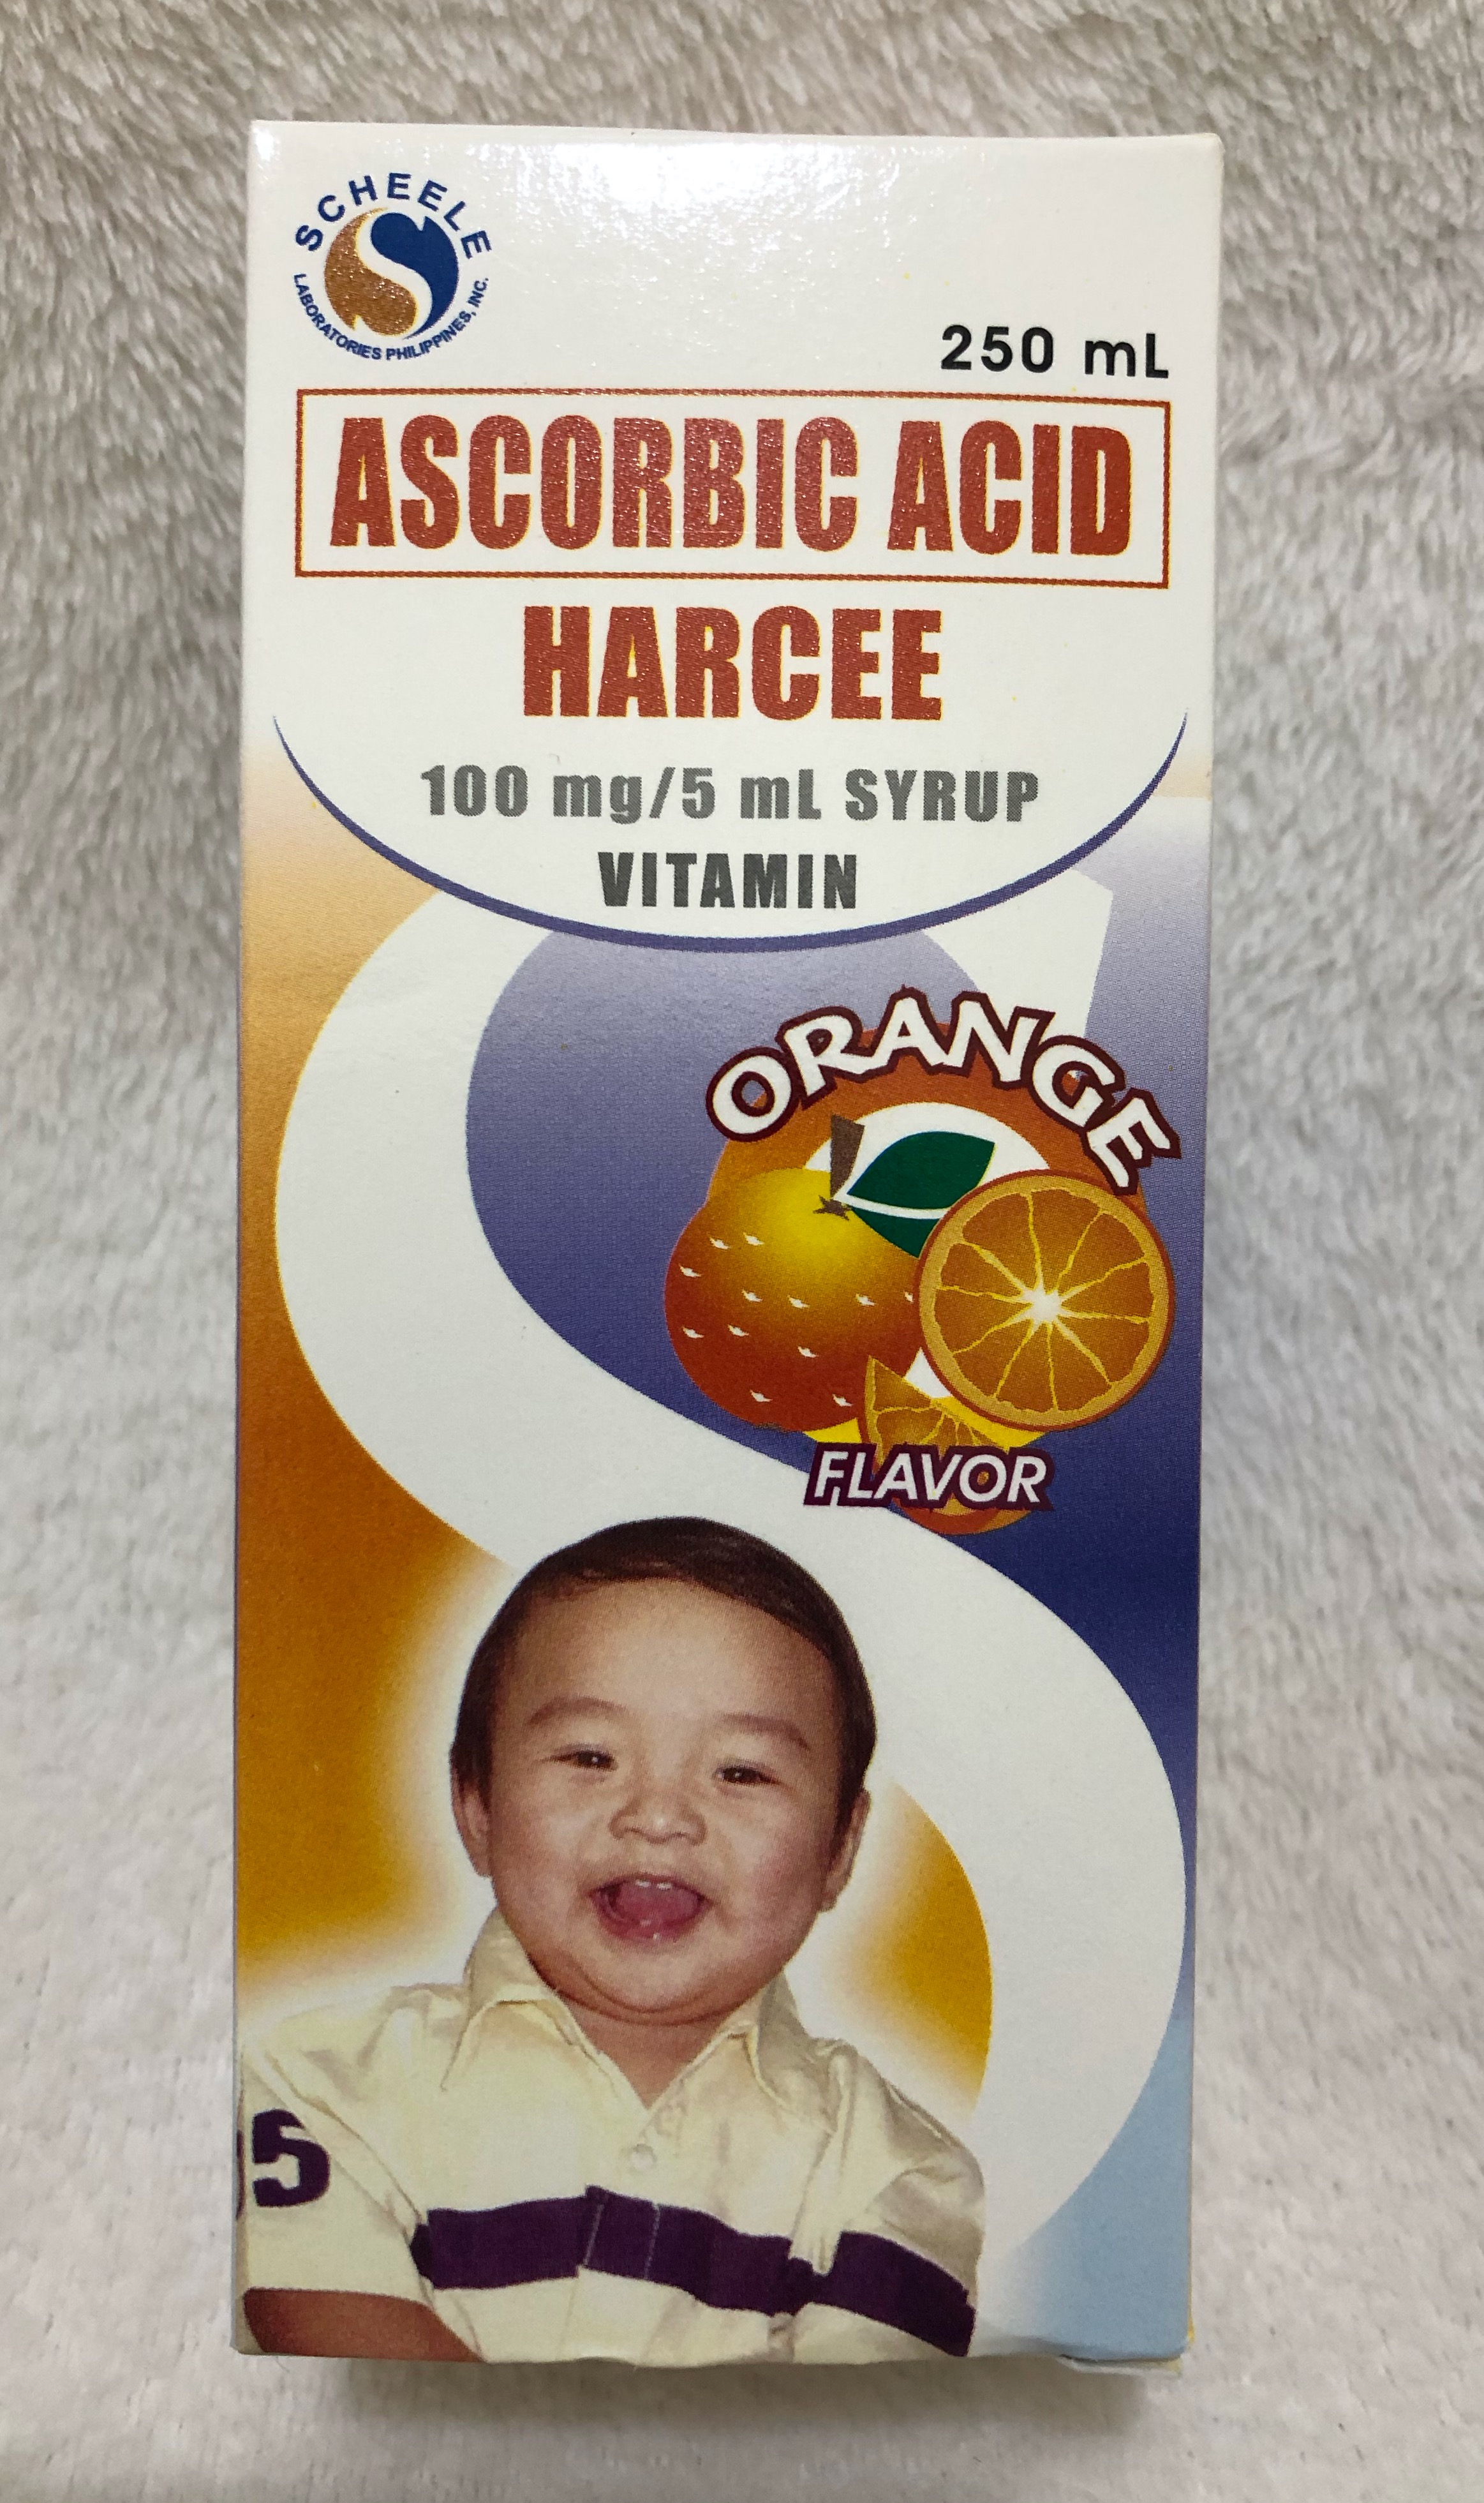 SCHEELE
LABORATORIES PHILIPPINES, INC.
250 mL
ASCORBIC ACID
HARCEE
100 mg/5 mL SYRUP
VITAMIN
ORANGE
FLAVOR
5